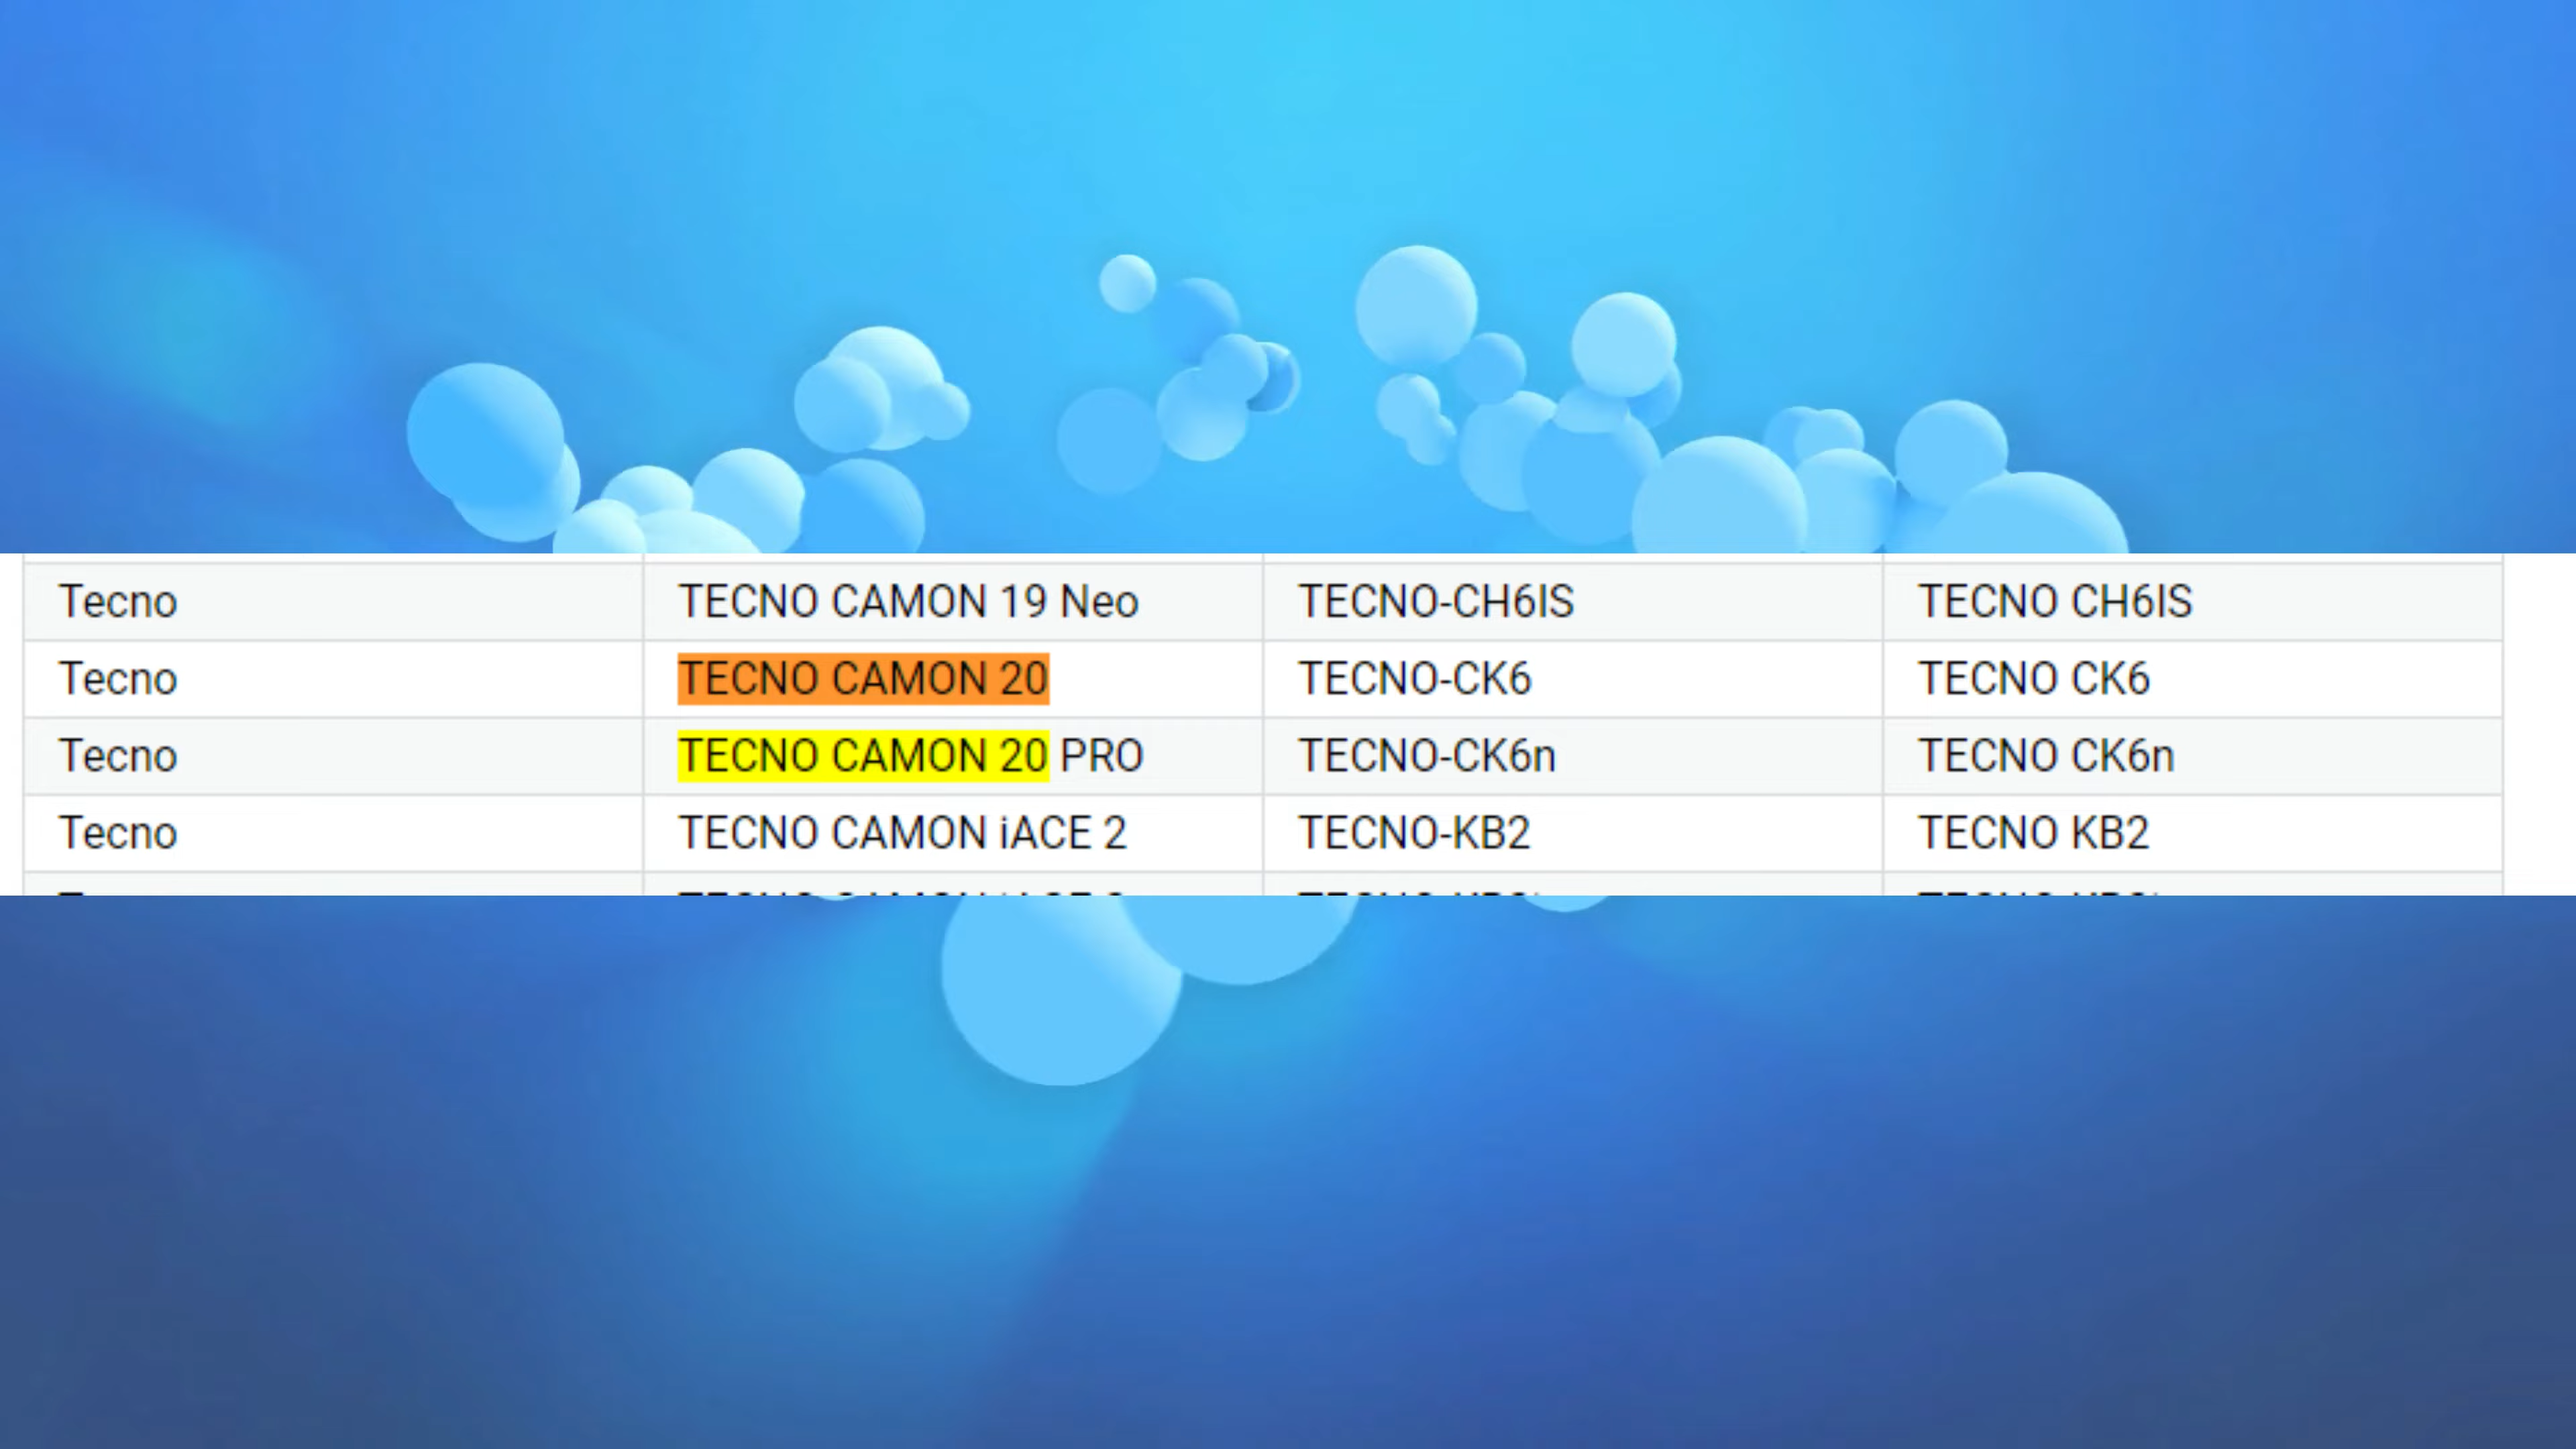 Tecno TECNO CAMON 19 Neo TECNO-CH6IS TECNO CH6IS
Tecno TECNO CAMON 20 TECNO-CK6 TECNO CK6
Tecno TECNO CAMON 20 PRO TECNO-CK6n TECNO CK6n
Tecno TECNO CAMON iACE 2 TECNO-KB2 TECNO KB2